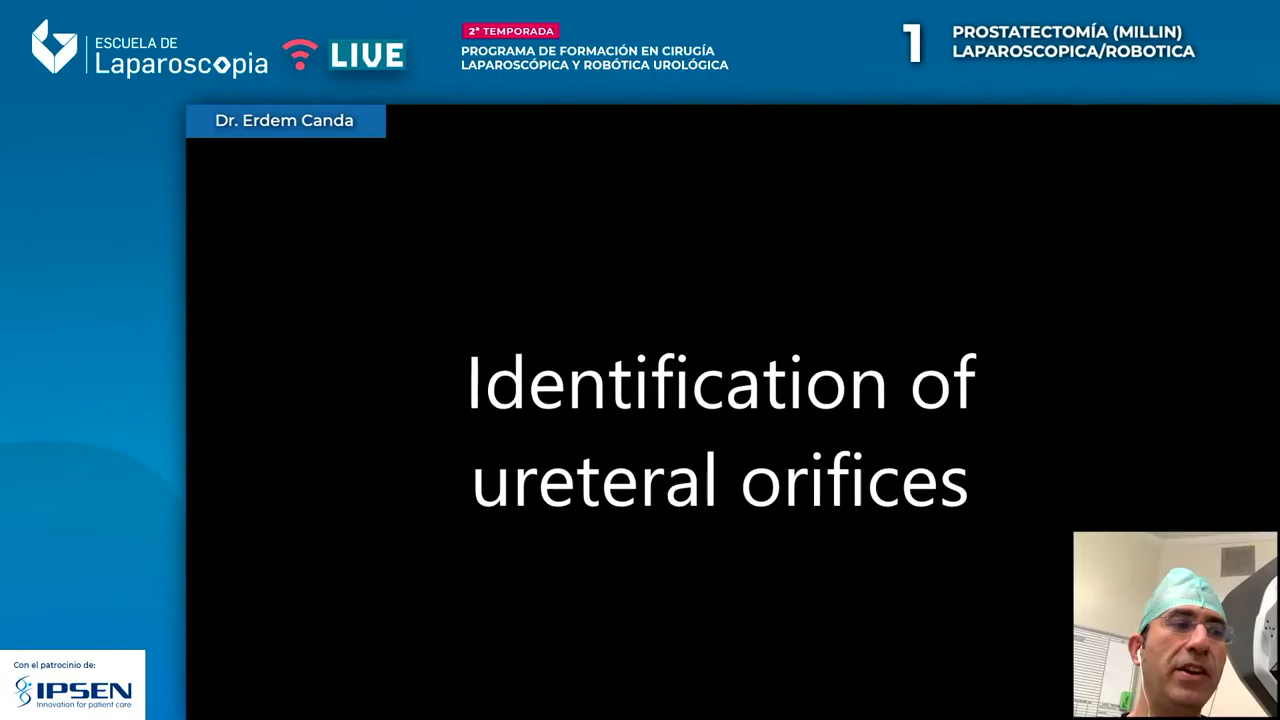 ESCUELA DE
Laparoscopia
LIVE
2ª TEMPORADA
PROGRAMA DE FORMACIÓN EN CIRUGÍA
LAPAROSCÓPICA Y ROBÓTICA UROLÓGICA
1
PROSTATECTOMÍA (MILLIN)
LAPAROSCOPICA/ROBOTICA
Dr. Erdem Canda
Identification of
ureteral orifices
Con el patrocinio de:
IPSEN
Innovation for patient care